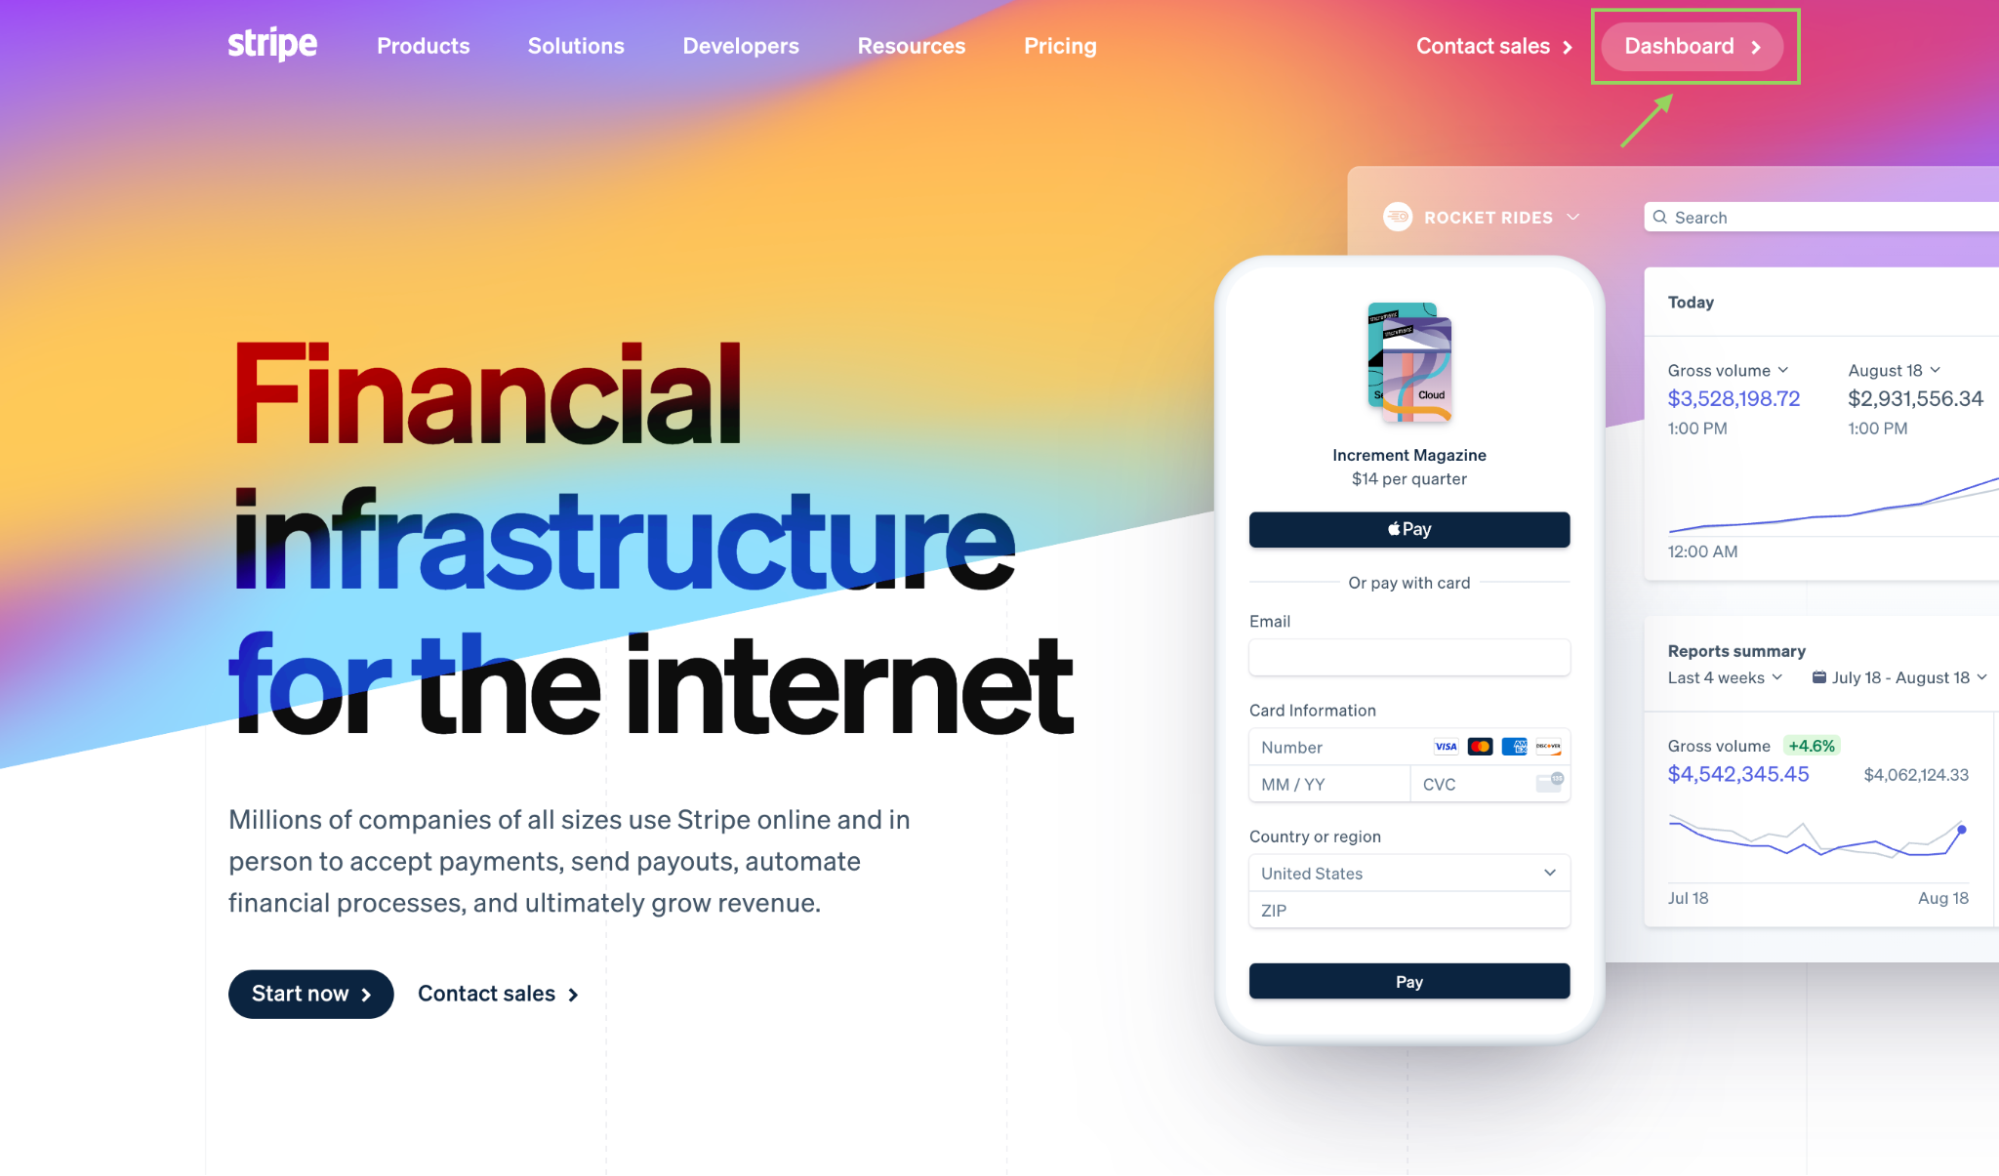 stripe
Products
Solutions
Developers
Resources
Pricing
Contact sales
Dashboard
ROCKET RIDES
Search
Financial
infrastructure
for the internet
Millions of companies of all sizes use Stripe online and in
person to accept payments, send payouts, automate
financial processes, and ultimately grow revenue.
Start now
Contact sales
increment
increment
Se
Cloud
Increment Magazine
$14 per quarter
Pay
Or pay with card
Email
Card Information
Number
VISA
AMEX
DISCOVER
MM / YY
CVC
Country or region
United States
ZIP
Pay
Today
Gross volume
August 18
$3,528,198.72
$2,931,556.34
1:00 PM
1:00 PM
12:00 AM
Reports summary
Last 4 weeks
July 18 - August 18
Gross volume
+4.6%
$4,542,345.45
$4,062,124.33
Jul 18
Aug 18